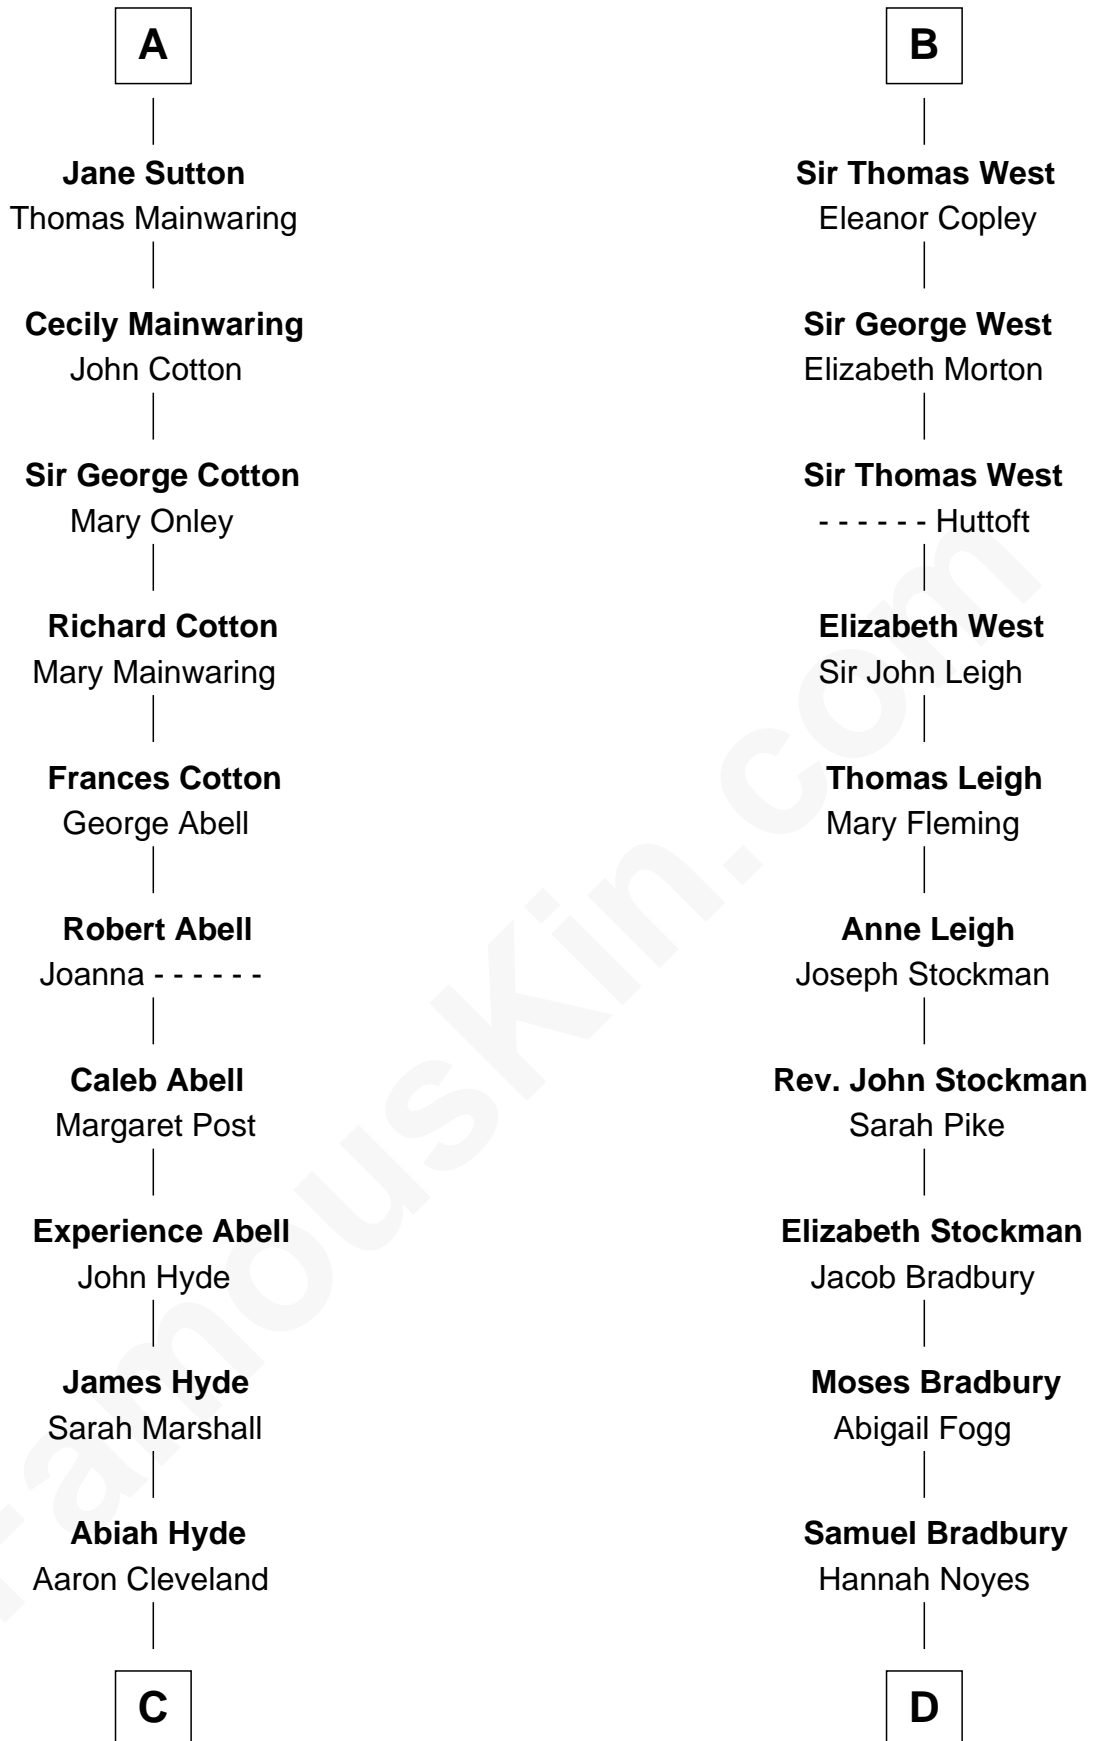 A
Jane Sutton
Thomas Mainwaring
Cecily Mainwaring
John Cotton
Sir George Cotton
Mary Onley
Richard Cotton
Mary Mainwaring
Frances Cotton
George Abell
Robert Abell
Joanna - - - - - -
Caleb Abell
Margaret Post
Experience Abell
John Hyde
James Hyde
Sarah Marshall
Abiah Hyde
Aaron Cleveland
C
B
Sir Thomas West
Eleanor Copley
Sir George West
Elizabeth Morton
Sir Thomas West
- - - - - - Huttoft
Elizabeth West
Sir John Leigh
Thomas Leigh
Mary Fleming
Anne Leigh
Joseph Stockman
Rev. John Stockman
Sarah Pike
Elizabeth Stockman
Jacob Bradbury
Moses Bradbury
Abigail Fogg
Samuel Bradbury
Hannah Noyes
D
FamousKin.com